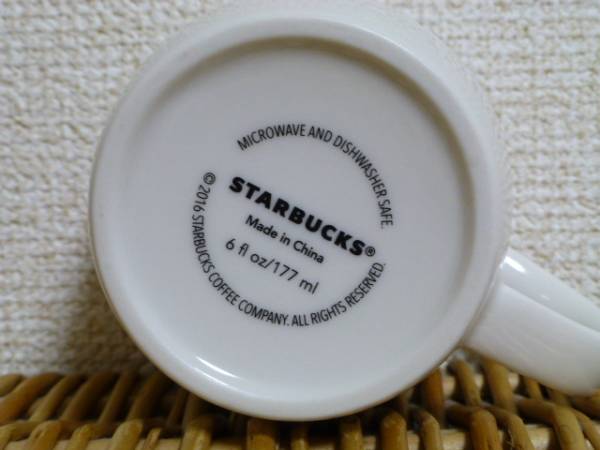 MICROWAVE AND DISHWASHER SAFE.
STARBUCKS®
Made in China
6 fl oz/177 ml
© 2016 STARBUCKS COFFEE COMPANY. ALL RIGHTS RESERVED.